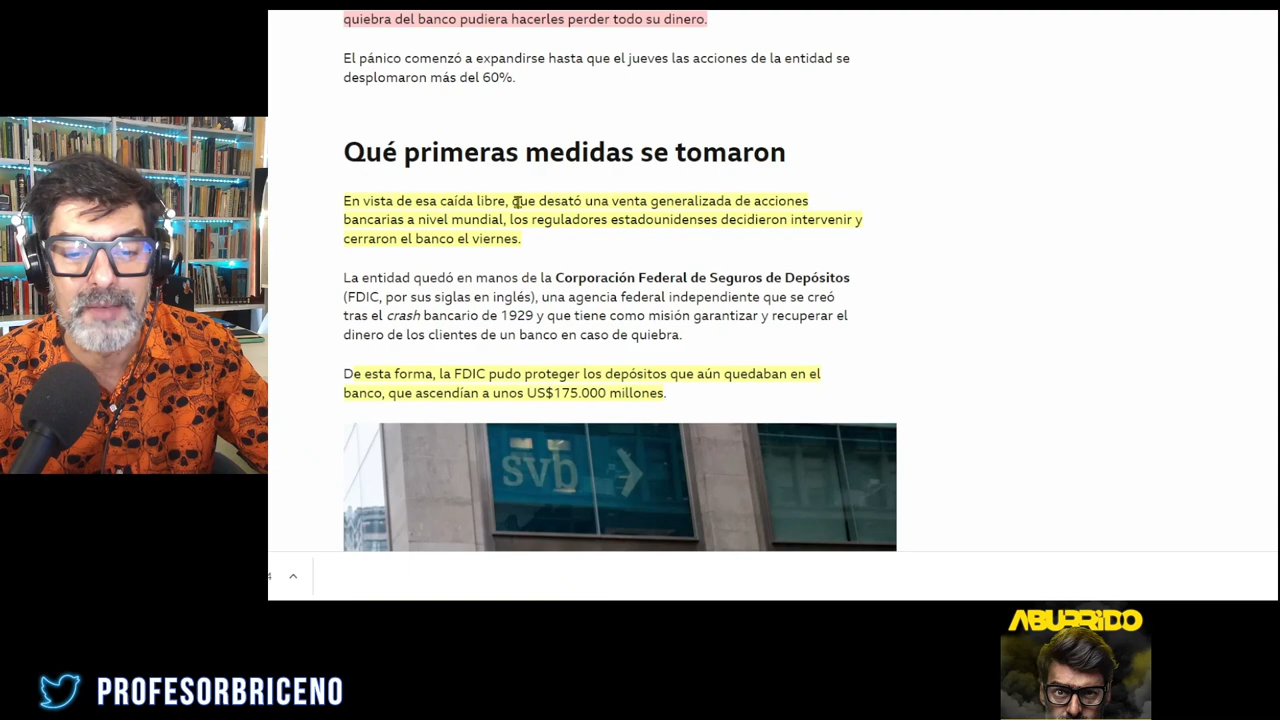 quiebra del banco pudiera hacerles perder todo su dinero.
El pánico comenzó a expandirse hasta que el jueves las acciones de la entidad se
desplomaron más del 60%.
Qué primeras medidas se tomaron
En vista de esa caída libre, que desató una venta generalizada de acciones
bancarias a nivel mundial, los reguladores estadounidenses decidieron intervenir y
cerraron el banco el viernes.
La entidad quedó en manos de la Corporación Federal de Seguros de Depósitos
(FDIC, por sus siglas en inglés), una agencia federal independiente que se creó
tras el crash bancario de 1929 y que tiene como misión garantizar y recuperar el
dinero de los clientes de un banco en caso de quiebra.
De esta forma, la FDIC pudo proteger los depósitos que aún quedaban en el
banco, que ascendían a unos US$175.000 millones.
svb
4
ABURRIDO
PROFESORBRICENO